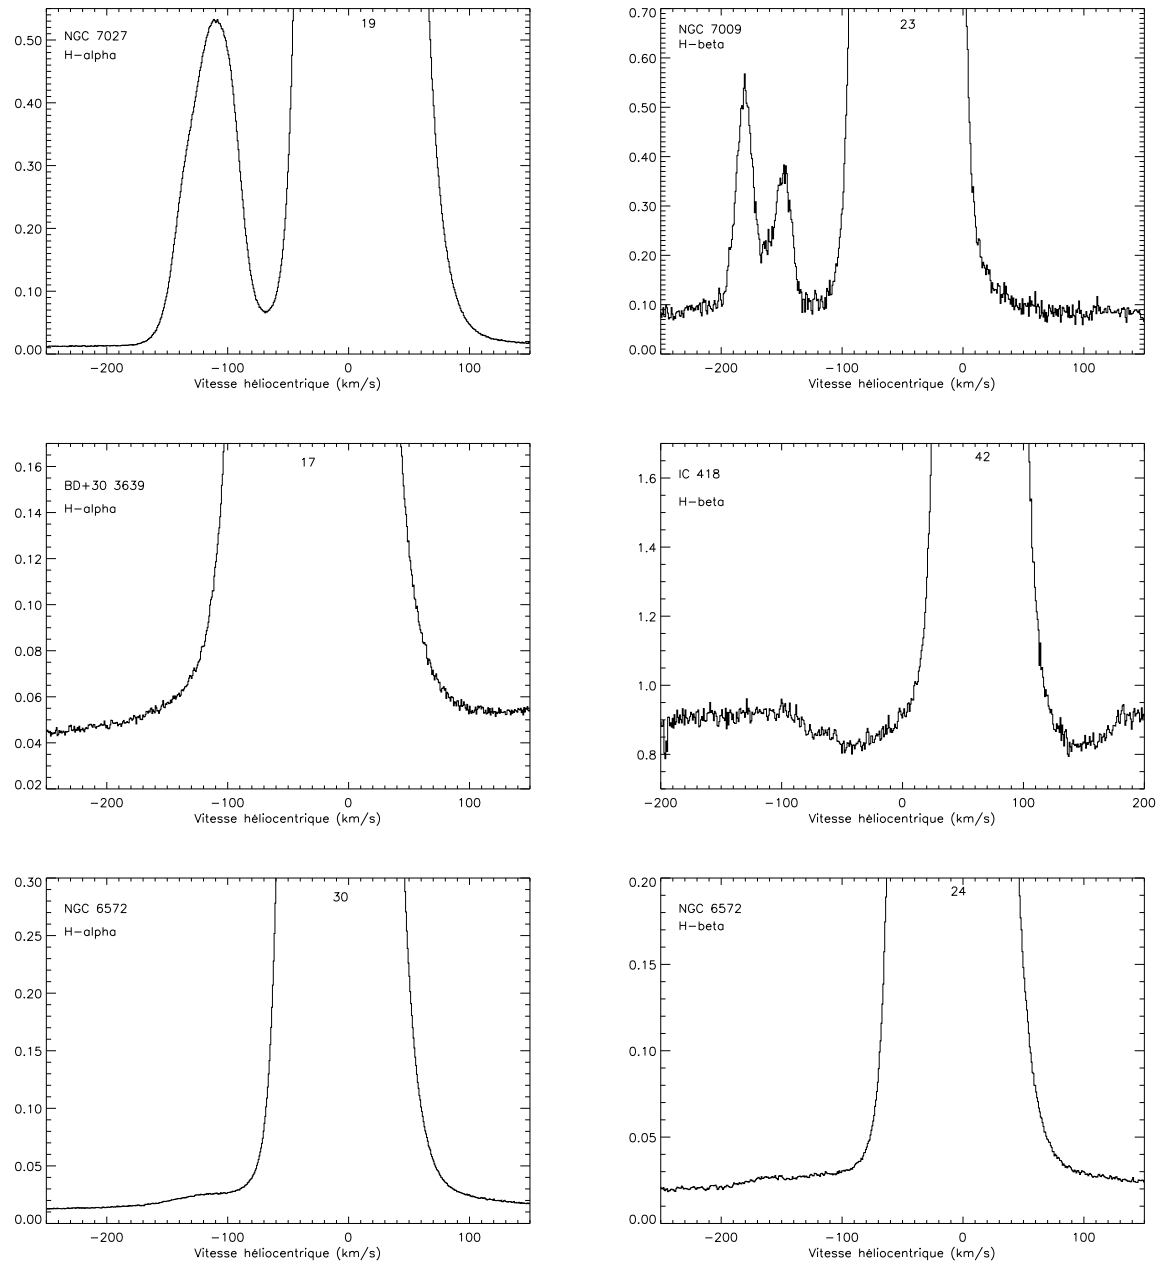 NGC 7027
H-alpha
19
0.50
0.40
0.30
0.20
0.10
0.00
-200 -100 0 100
Vitesse héliocentrique (km/s)
NGC 7009
H-beta
23
0.70
0.60
0.50
0.40
0.30
0.20
0.10
0.00
-200 -100 0 100
Vitesse héliocentrique (km/s)
BD+30 3639
H-alpha
17
0.16
0.14
0.12
0.10
0.08
0.06
0.04
0.02
-200 -100 0 100
Vitesse héliocentrique (km/s)
IC 418
H-beta
42
1.6
1.4
1.2
1.0
0.8
-200 -100 0 100 200
Vitesse héliocentrique (km/s)
NGC 6572
H-alpha
30
0.30
0.25
0.20
0.15
0.10
0.05
0.00
-200 -100 0 100
Vitesse héliocentrique (km/s)
NGC 6572
H-beta
24
0.20
0.15
0.10
0.05
0.00
-200 -100 0 100
Vitesse héliocentrique (km/s)